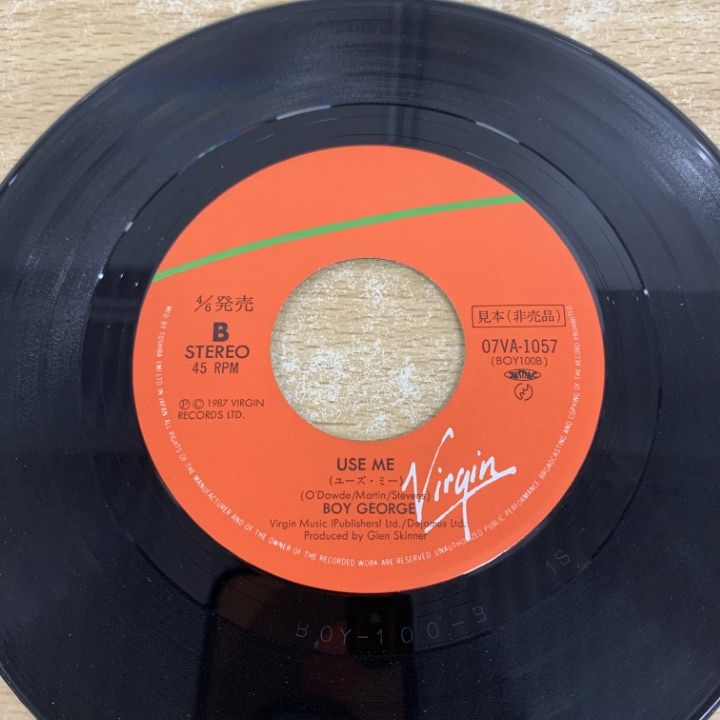 4/6発売
B
STEREO
45 RPM
Ⓟ © 1987 VIRGIN
RECORDS LTD.
見本(非売品)
07VA-1057
(BOY100B)
USE ME
(ユーズ・ミー)
(O'Dowde/Martin/Stevens)
BOY GEORGE
Virgin Music (Publishers) Ltd./Dejamus Ltd.
Produced by Glen Skinner
Virgin
M'F'D BY TOSHIBA EMI LTD IN JAPAN ALL RIGHTS OF THE MANUFACTURER AND OF THE OWNER OF THE RECORDED WORK ARE RESERVED UNAUTHORIZED PUBLIC PERFORMANCE BROADCASTING AND COPYING OF THE RECORD PROHIBITED
BOY-100-B 1S